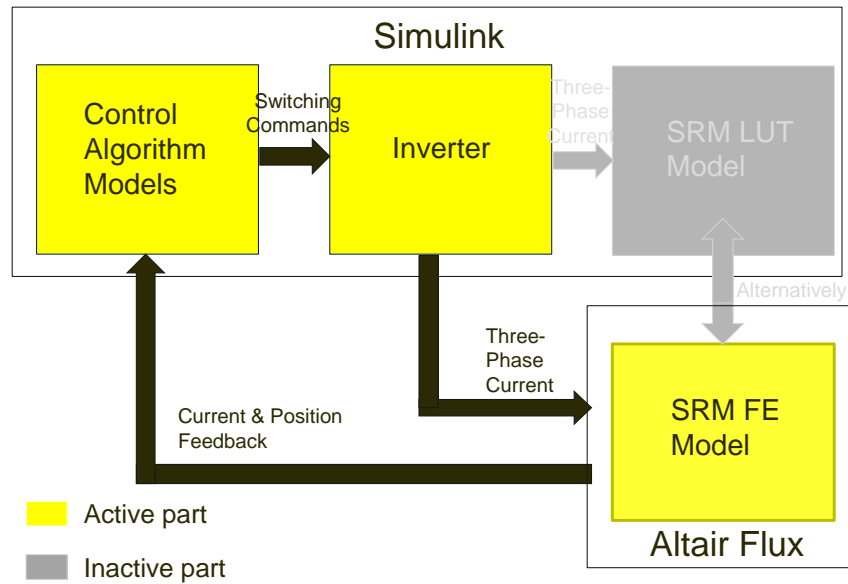 Simulink
Control
Algorithm
Models
Switching
Commands
Inverter
Three-
Phase
Current
SRM LUT
Model
Alternatively
Three-
Phase
Current
Current & Position
Feedback
SRM FE
Model
Altair Flux
Active part
Inactive part